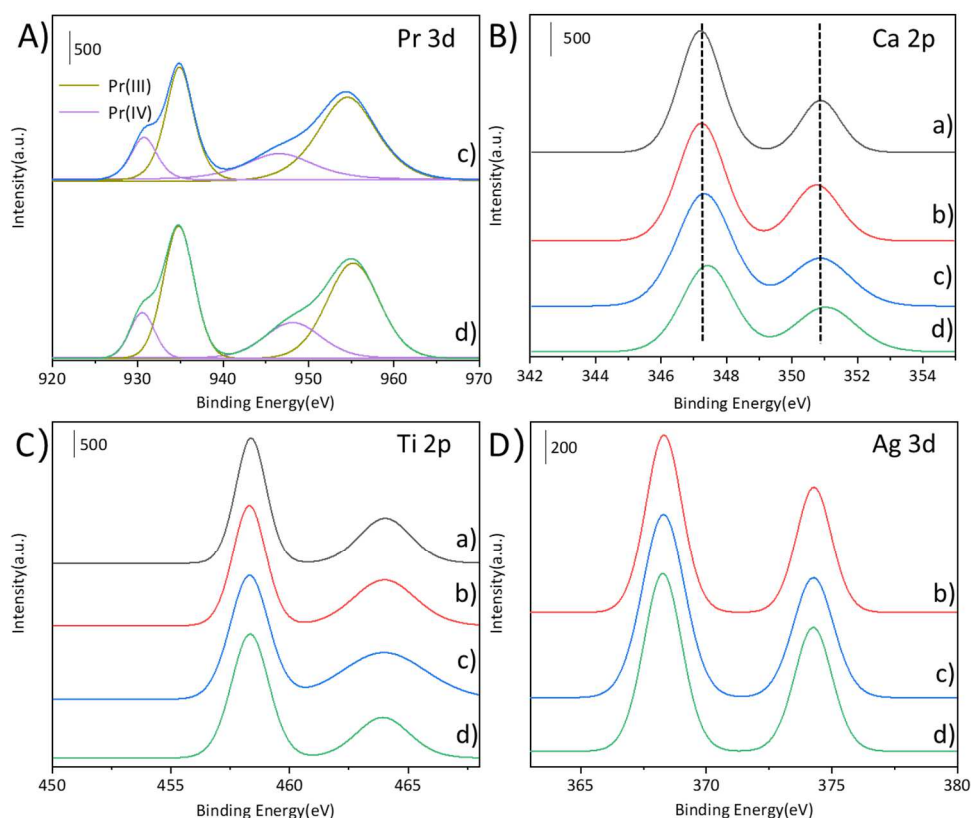 A)
500
Pr 3d
Pr(III)
Pr(IV)
c)
d)
Intensity(a.u.)
920 930 940 950 960 970
Binding Energy(eV)
B)
500
Ca 2p
a)
b)
c)
d)
Intensity(a.u.)
342 344 346 348 350 352 354
Binding Energy(eV)
C)
500
Ti 2p
a)
b)
c)
d)
Intensity(a.u.)
450 455 460 465
Binding Energy(eV)
D)
200
Ag 3d
b)
c)
d)
Intensity(a.u.)
365 370 375 380
Binding Energy(eV)